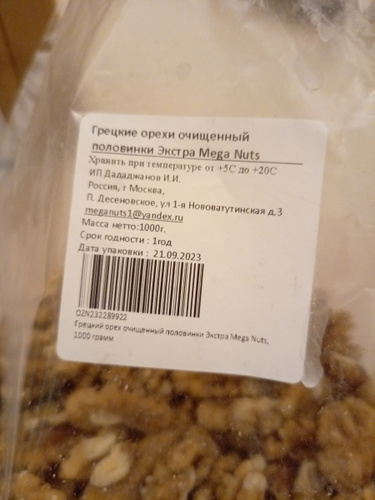 Грецкие орехи очищенный
половинки Экстра Mega Nuts
Хранить при температуре от +5С до +20С
ИП Дададжанов И.И.
Россия, г Москва,
П. Десеновское, ул 1-я Нововатутинская д.3
meganuts1@yandex.ru
Масса нетто:1000г.
Срок годности : 1год
Дата упаковки : 21.09.2023
OZN232289922
Грецкий орех очищенный половинки Экстра Mega Nuts,
1000 грамм